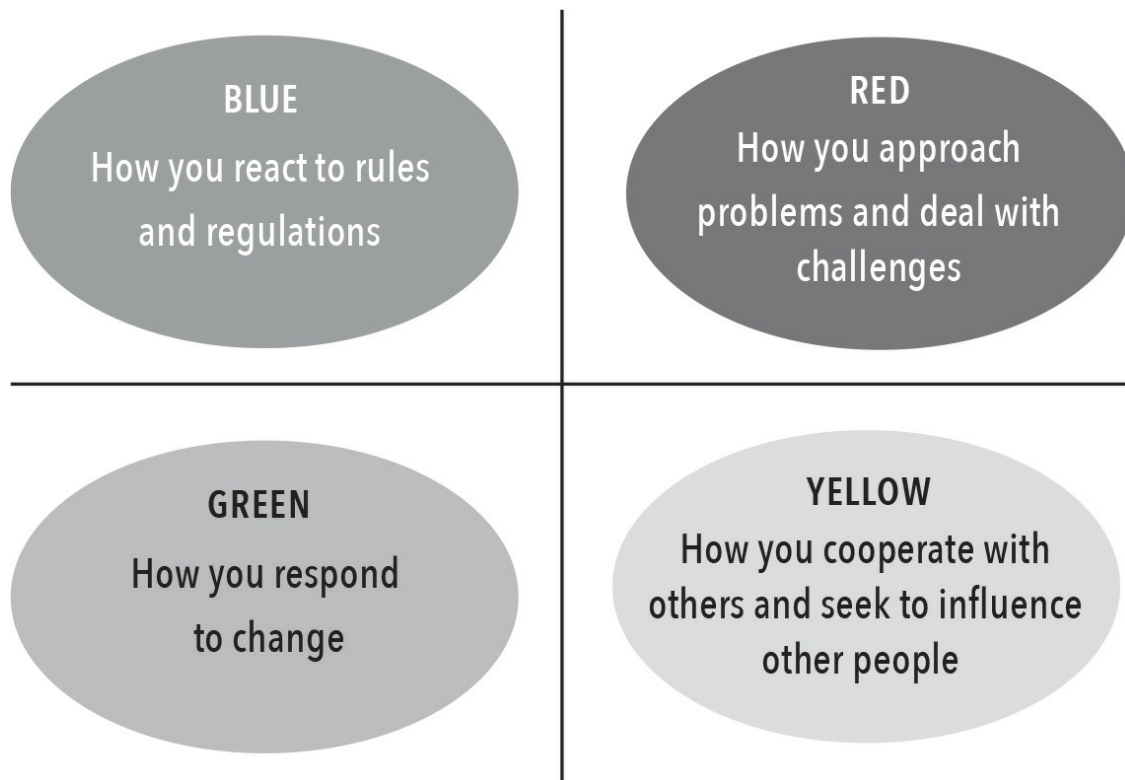 BLUE
How you react to rules
and regulations
RED
How you approach
problems and deal with
challenges
GREEN
How you respond
to change
YELLOW
How you cooperate with
others and seek to influence
other people